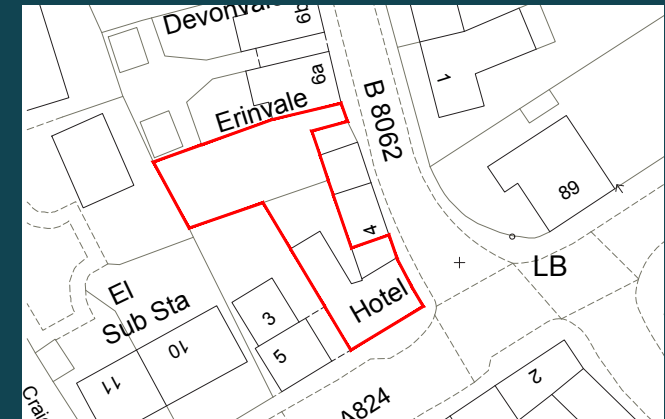 Devonvale
6b
6a
Erinvale
B 8062
1
89
4
LB
El
Sub Sta
Hotel
3
5
10
11
2
A824
Craig